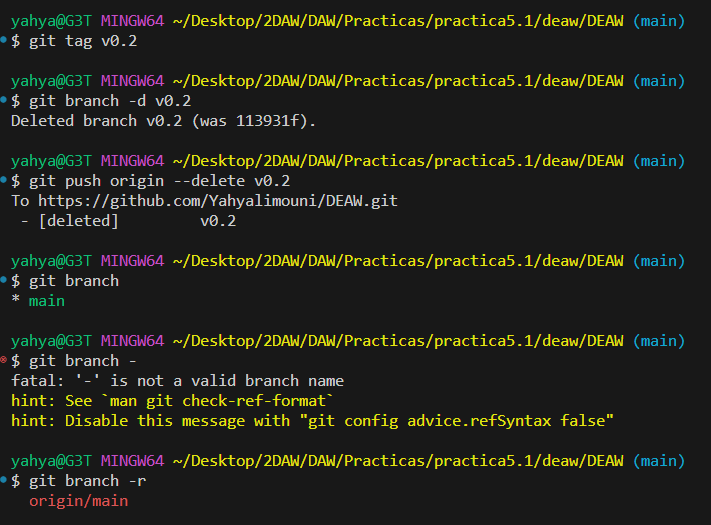 yahya@G3T MINGW64 ~/Desktop/2DAW/DAW/Practicas/practica5.1/deaw/DEAW (main)
$ git tag v0.2
yahya@G3T MINGW64 ~/Desktop/2DAW/DAW/Practicas/practica5.1/deaw/DEAW (main)
$ git branch -d v0.2
Deleted branch v0.2 (was 113931f).
yahya@G3T MINGW64 ~/Desktop/2DAW/DAW/Practicas/practica5.1/deaw/DEAW (main)
$ git push origin --delete v0.2
To https://github.com/Yahyalimouni/DEAW.git
 - [deleted]         v0.2
yahya@G3T MINGW64 ~/Desktop/2DAW/DAW/Practicas/practica5.1/deaw/DEAW (main)
$ git branch
* main
yahya@G3T MINGW64 ~/Desktop/2DAW/DAW/Practicas/practica5.1/deaw/DEAW (main)
$ git branch -
fatal: '-' is not a valid branch name
hint: See `man git check-ref-format`
hint: Disable this message with "git config advice.refSyntax false"
yahya@G3T MINGW64 ~/Desktop/2DAW/DAW/Practicas/practica5.1/deaw/DEAW (main)
$ git branch -r
  origin/main